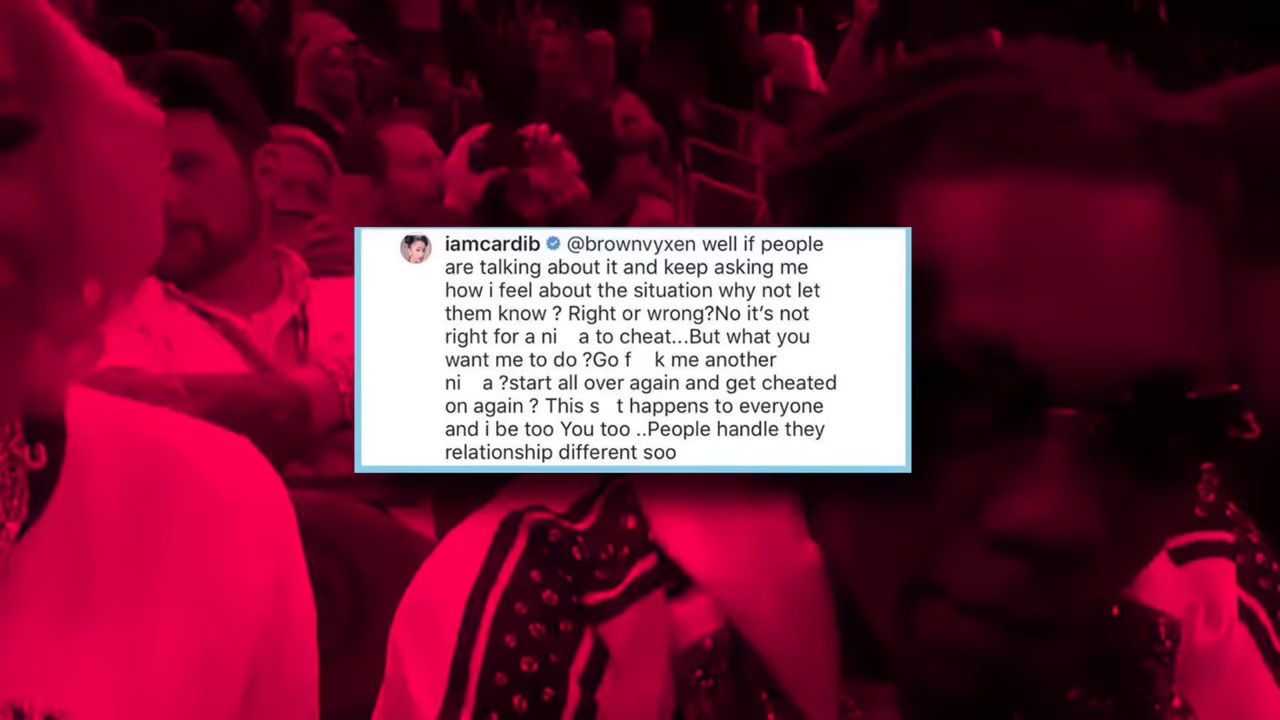 iamcardib @brownvyxen well if people
are talking about it and keep asking me
how i feel about the situation why not let
them know ? Right or wrong?No it's not
right for a ni a to cheat...But what you
want me to do ?Go f k me another
ni a ?start all over again and get cheated
on again ? This s t happens to everyone
and i be too You too ..People handle they
relationship different soo